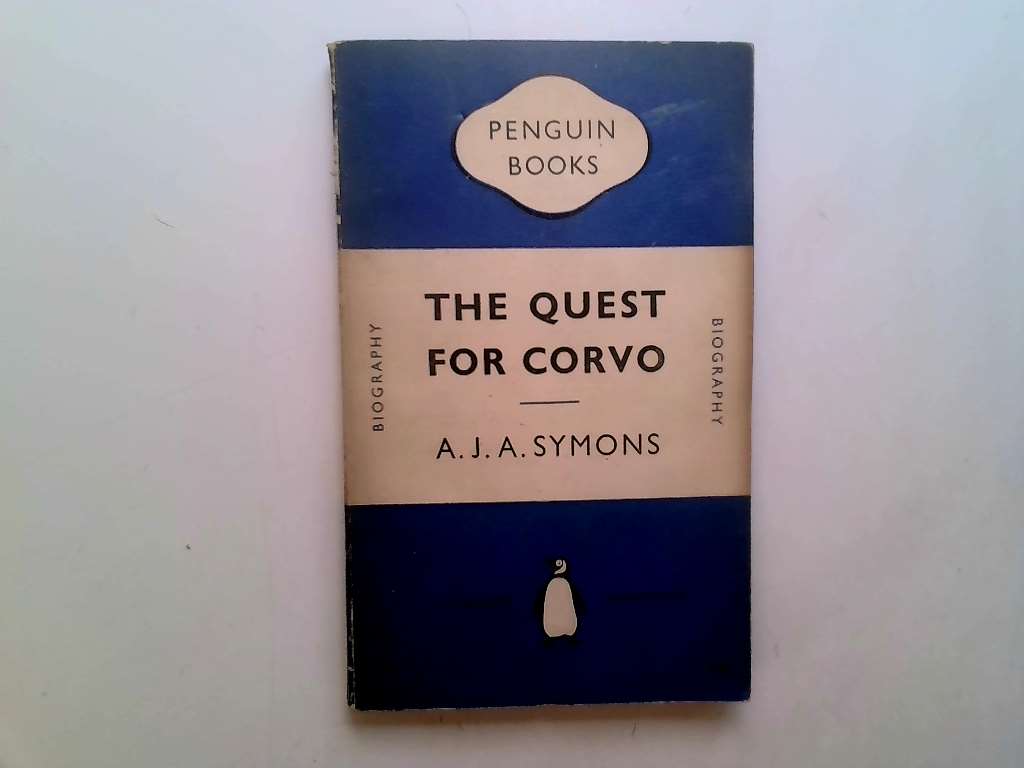 PENGUIN
BOOKS
THE QUEST
FOR CORVO
A. J. A. SYMONS
BIOGRAPHY
BIOGRAPHY